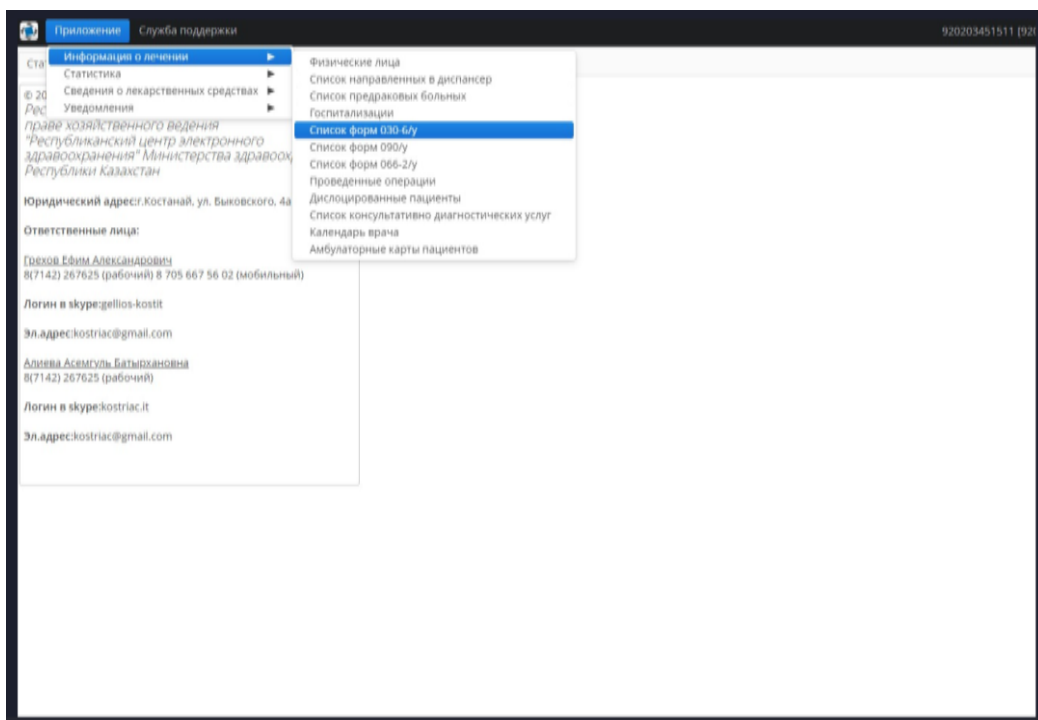 Приложение Служба поддержки 920203451511 [920
Информация о лечении
Статистика
Сведения о лекарственных средствах
Уведомления
Физические лица
Список направленных в диспансер
Список предраковых больных
Госпитализации
Список форм 030-6/у
Список форм 090/у
Список форм 066-2/у
Проведенные операции
Дислоцированные пациенты
Список консультативно диагностических услуг
Календарь врача
Амбулаторные карты пациентов
Ста
© 20
Рес
праве хозяйственного ведения
"Республиканский центр электронного
здравоохранения" Министерства здравоох
Республики Казахстан
Юридический адрес:г.Костанай, ул. Быковского, 4а
Ответственные лица:
Грехов Ефим Александрович
8(7142) 267625 (рабочий) 8 705 667 56 02 (мобильный)
Логин в skype:gellios-kostit
Эл.адрес:kostriac@gmail.com
Алиева Асемгуль Батырхановна
8(7142) 267625 (рабочий)
Логин в skype:kostriac.it
Эл.адрес:kostriac@gmail.com